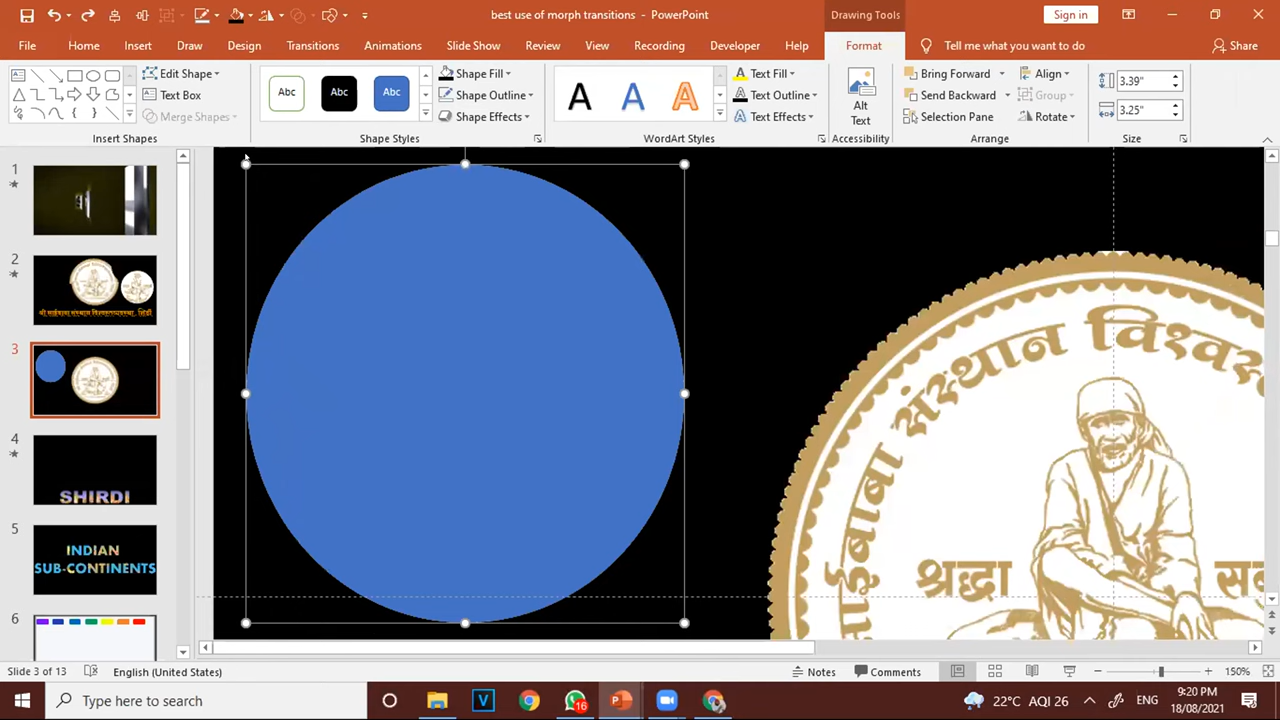 best use of morph transitions - PowerPoint
Drawing Tools
Sign in
File Home Insert Draw Design Transitions Animations Slide Show Review View Recording Developer Help Format Tell me what you want to do Share
Edit Shape
Text Box
Merge Shapes
Insert Shapes
Abc Abc Abc
Shape Fill
Shape Outline
Shape Effects
Shape Styles
A A A
Text Fill
Text Outline
Text Effects
WordArt Styles
Alt
Text
Accessibility
Bring Forward
Send Backward
Selection Pane
Align
Group
Rotate
Arrange
3.39"
3.25"
Size
1
2
3
4
SHIRDI
5
INDIAN
SUB-CONTINENTS
6
संस्थान
श्रद्धा
Slide 3 of 13 English (United States) Notes Comments 150%
Type here to search
16
22°C AQI 26
ENG
9:20 PM
18/08/2021